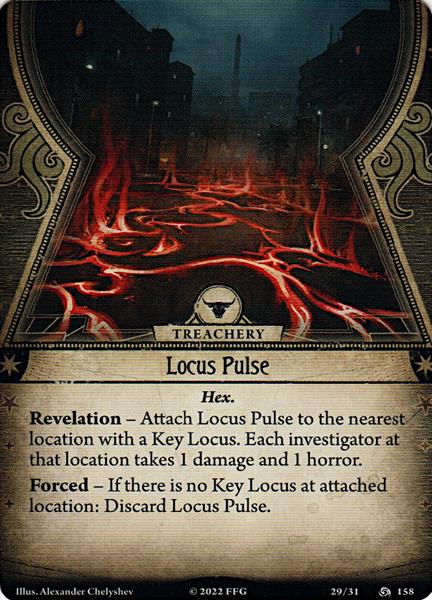 TREACHERY
Locus Pulse
Hex.
Revelation – Attach Locus Pulse to the nearest
location with a Key Locus. Each investigator at
that location takes 1 damage and 1 horror.
Forced – If there is no Key Locus at attached
location: Discard Locus Pulse.
Illus. Alexander Chelyshev © 2022 FFG 29/31 158